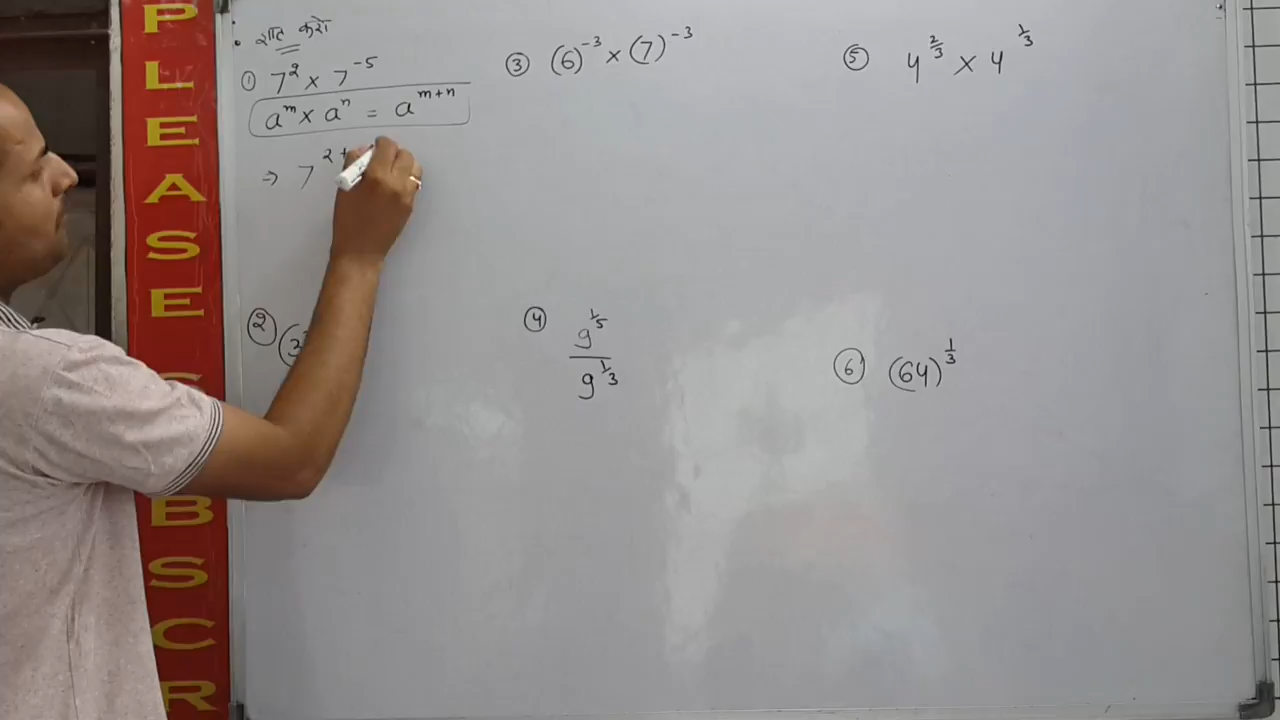 • ज्ञात करो
① 7² × 7⁻⁵
aᵐ × aⁿ = aᵐ⁺ⁿ
⇒ 7²⁺
② (3
③ (6)⁻³ × (7)⁻³
④ 9^(1/5) / 9^(1/3)
⑤ 4^(2/3) × 4^(1/3)
⑥ (64)^(1/3)
PLEASE
S
B
S
C
R